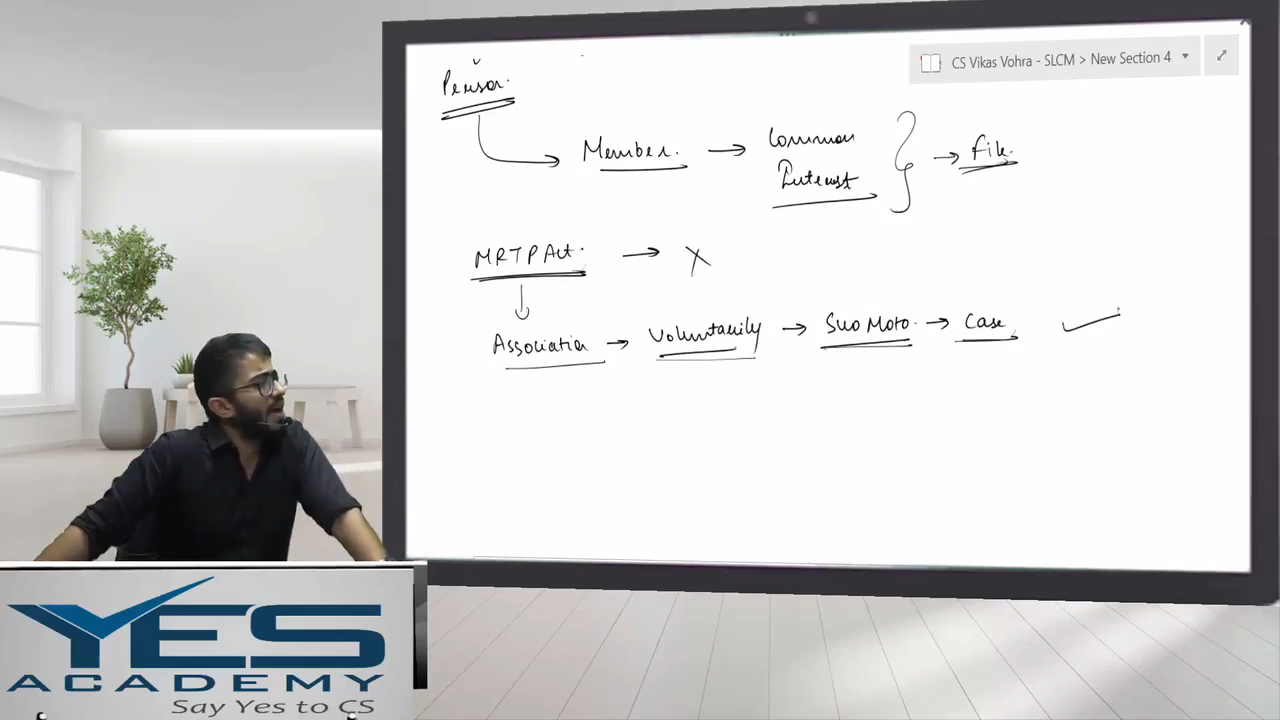 CS Vikas Vohra - SLCM > New Section 4
Person.
→ Member. → Common Interest } → File.
MRTP Act. → X
Association → Voluntarily → Suo Moto. → Case ✓
YES
ACADEMY
Say Yes to CS